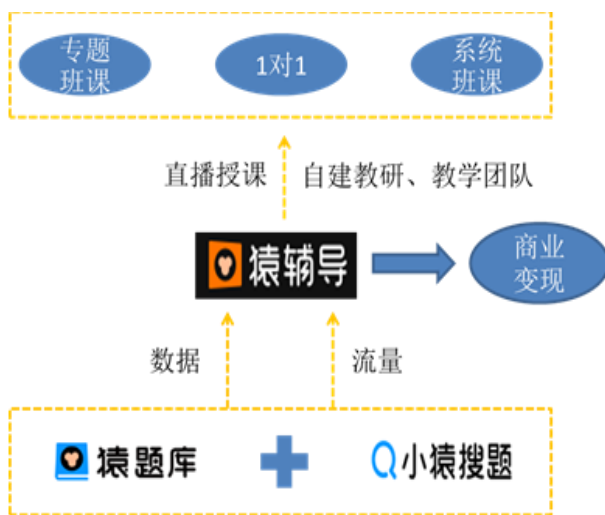 专题
班课
1对1
系统
班课
直播授课
自建教研、教学团队
猿辅导
商业
变现
数据
流量
猿题库
小猿搜题